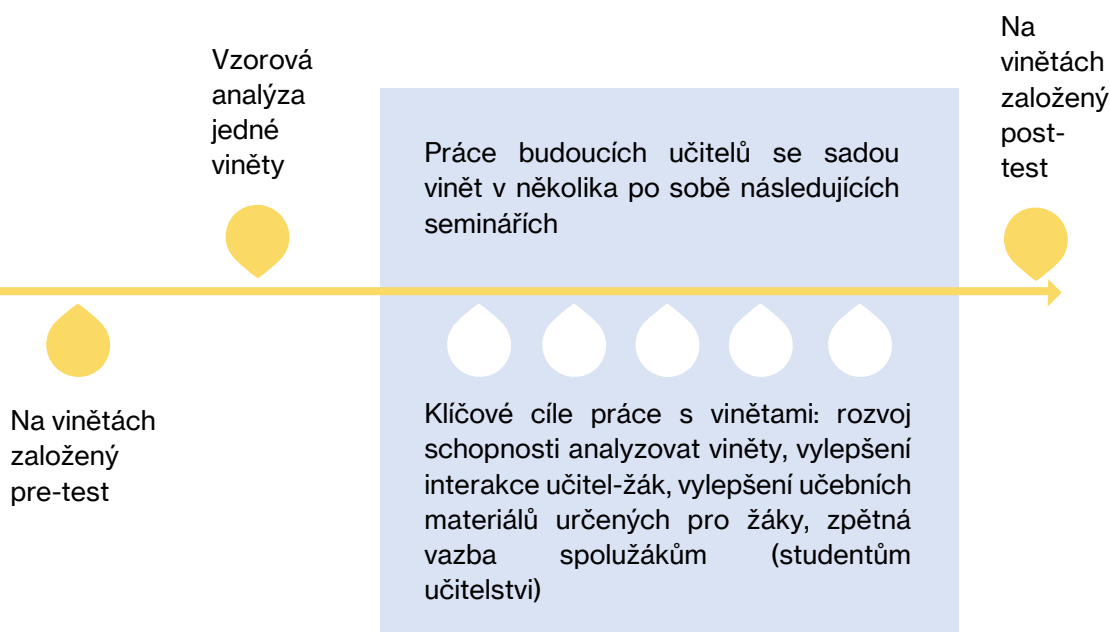 Na vinětách
založený
pre-test
Vzorová
analýza
jedné
viněty
Práce budoucích učitelů se sadou
vinět v několika po sobě následujících
seminářích
Klíčové cíle práce s vinětami: rozvoj
schopnosti analyzovat viněty, vylepšení
interakce učitel-žák, vylepšení učebních
materiálů určených pro žáky, zpětná
vazba spolužákům (studentům
učitelstvi)
Na
vinětách
založený
post-
test